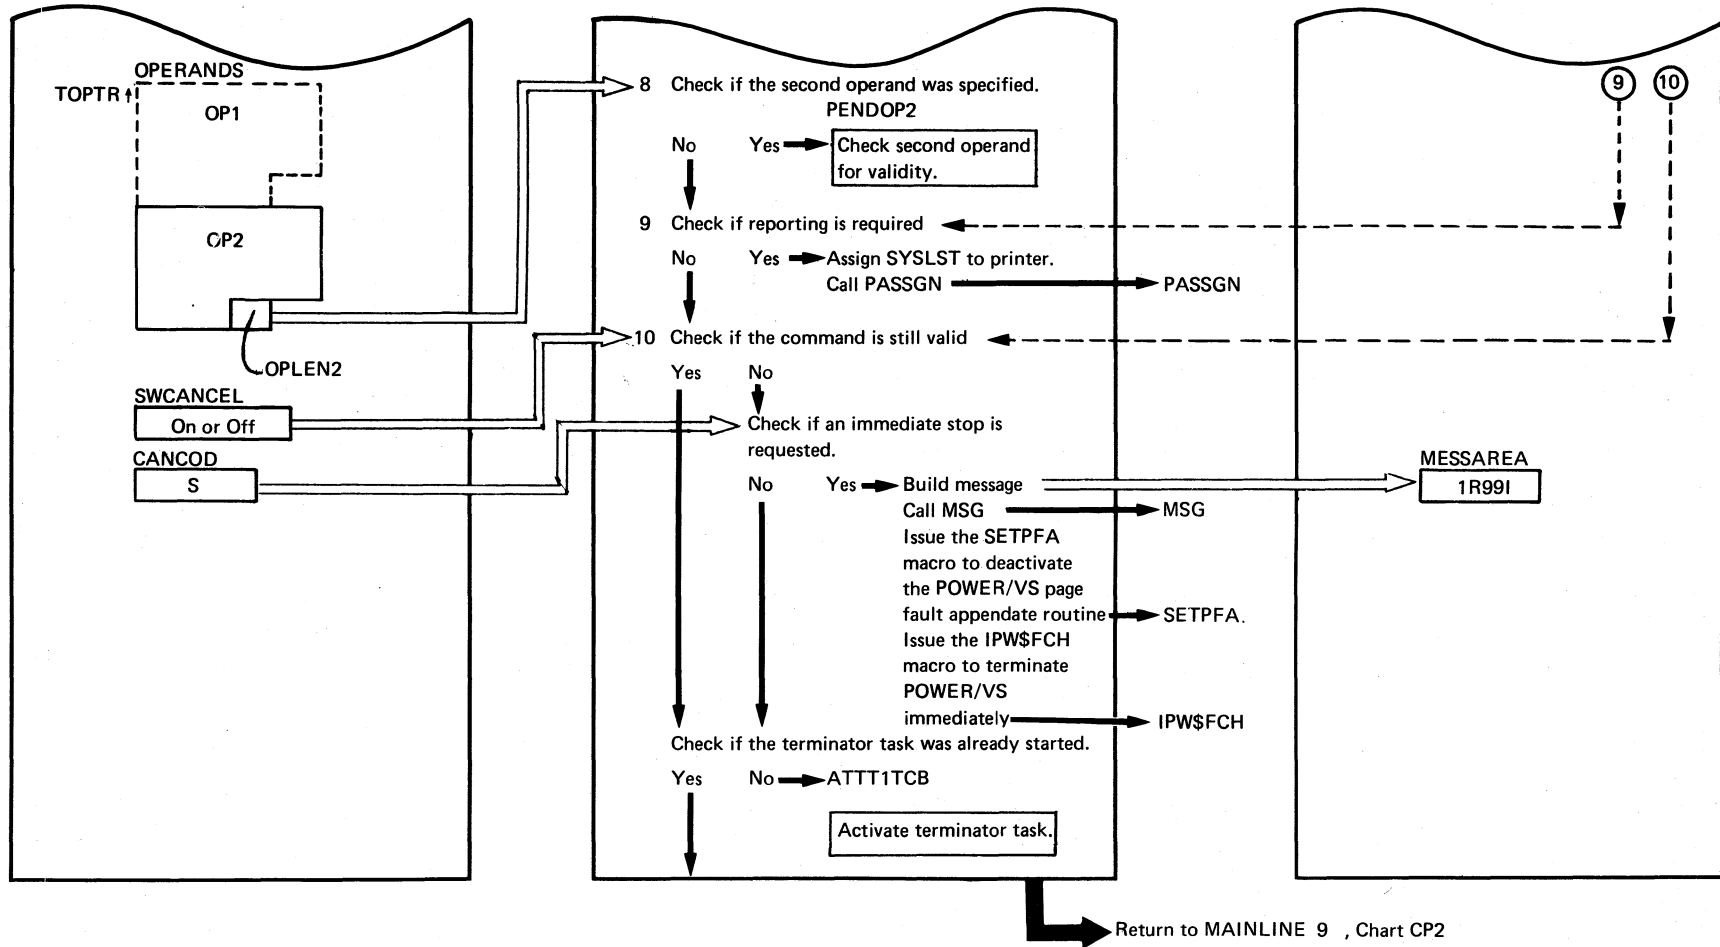 OPERANDS
TOPTR
OP1
OP2
OPLEN2
SWCANCEL
On or Off
CANCOD
S
8 Check if the second operand was specified.
PENDOP2
No Yes Check second operand
for validity.
9 Check if reporting is required
No Yes Assign SYSLST to printer.
Call PASSGN PASSGN
10 Check if the command is still valid
Yes No
Check if an immediate stop is
requested.
No Yes Build message
Call MSG MSG
Issue the SETPFA
macro to deactivate
the POWER/VS page
fault appendate routine SETPFA.
Issue the IPW$FCH
macro to terminate
POWER/VS
immediately IPW$FCH
Check if the terminator task was already started.
Yes No ATTT1TCB
Activate terminator task.
9 10
MESSAREA
1R99I
Return to MAINLINE 9 , Chart CP2